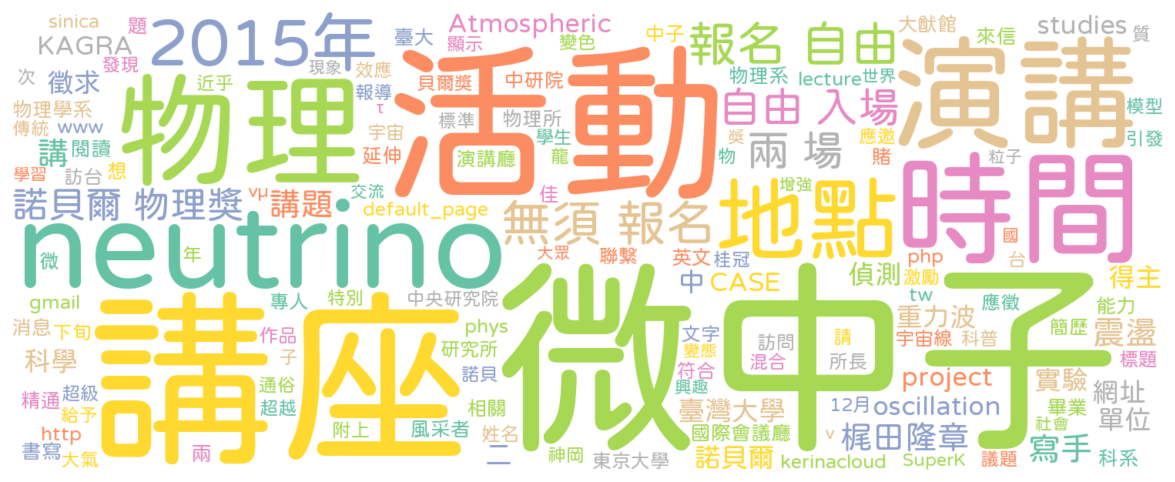 sinica
題
2015年
臺大
Atmospheric
中子
報名 自由
大猷館
來信
studies
質
KAGRA
發現
顯示
變色
演講
次
徵求
近乎
現象
效應
貝爾獎
中研院
物理系
lecture
世界
物理學系
物理
報導
τ
活動
標準
物理所
自由 入場
模型
傳統
www
宇宙
學生
獎
應邀
引發
講
閱讀
延伸
演講廳
龍
物
兩 場
賭
粒子
學習
訪台
想
νμ
交流
佳
地點
增強
時間
諾貝爾 物理獎
講題
default_page
無須 報名
國
neutrino
大眾
聯繫
英文
桂冠
php
台
微
年
中
CASE
偵測
激勵
得主
gmail
專人
特別
中央研究院
微中子
tw
應徵
能力
消息
下旬
講座
作品
phys
文字
訪問
請
重力波
簡歷
震盪
科學
子
研究所
變態
混合
所長
宇宙線
科普
標題
精通
超級
通俗
諾貝
符合
興趣
project
實驗
網址
給予
超越
相關
臺灣大學
12月
oscillation
畢業
單位
http
附上
風采者
姓名
國際會議廳
ν
梶田隆章
社會
書寫
大氣
兩
二
神岡
東京大學
諾貝爾
kerinacloud
SuperK
議題
寫手
科系